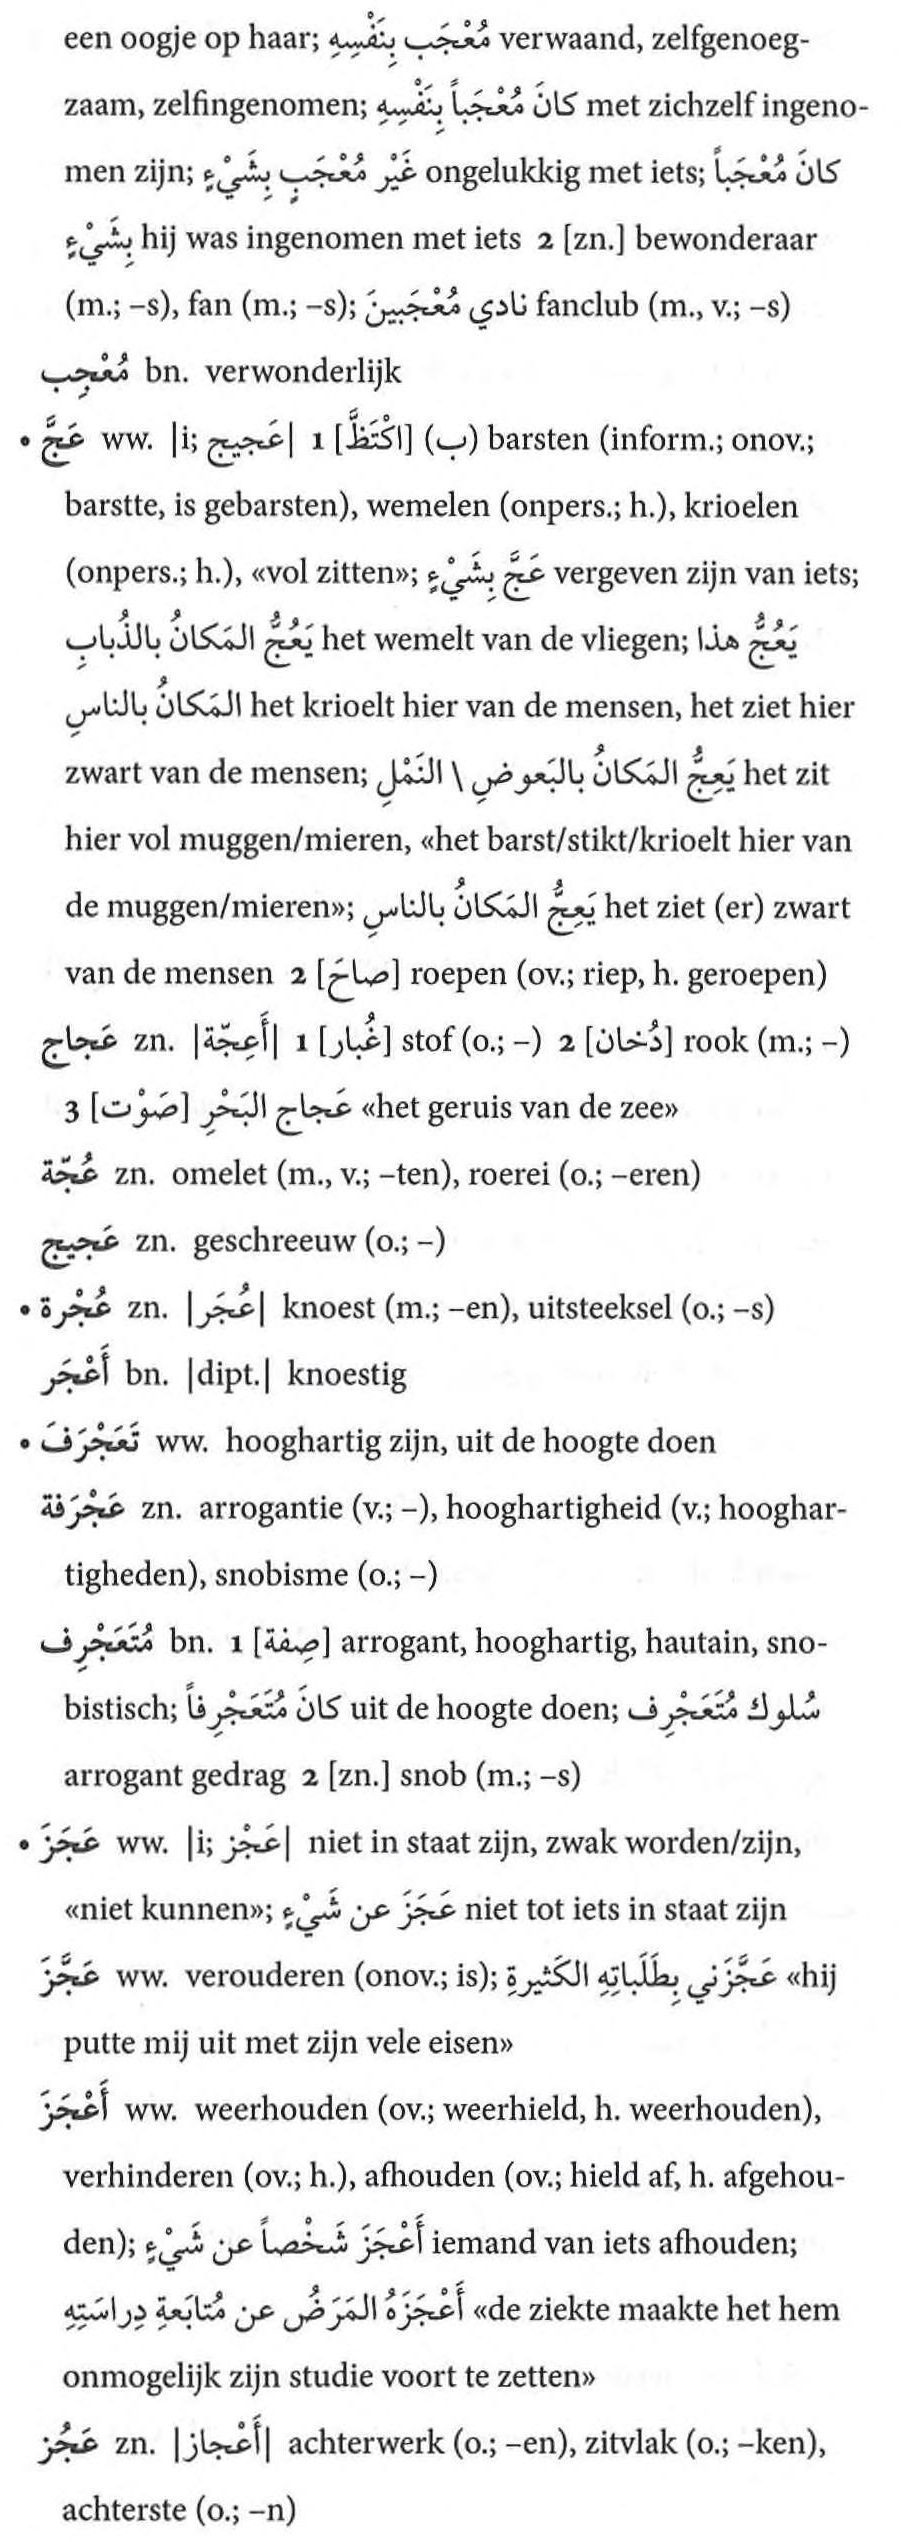 een oogje op haar; مُعْجَب بِنَفْسِهِ verwaand, zelfgenoeg-
zaam, zelfingenomen; كانَ مُعْجَباً بِنَفْسِهِ met zichzelf ingeno-
men zijn; غَيْر مُعْجَبٍ بِشَيْءٍ ongelukkig met iets; كانَ مُعْجَباً
بِشَيْءٍ hij was ingenomen met iets 2 [zn.] bewonderaar
(m.; –s), fan (m.; –s); نادي مُعْجَبينَ fanclub (m., v.; –s)
مُعْجِب bn. verwonderlijk
• عَجَّ ww. |i; عَجيج| 1 [اكْتَظَّ] (ب) barsten (inform.; onov.;
barstte, is gebarsten), wemelen (onpers.; h.), krioelen
(onpers.; h.), «vol zitten»; عَجَّ بِشَيْءٍ vergeven zijn van iets;
يَعُجُّ المَكانُ بالذُبابِ het wemelt van de vliegen; يَعُجُّ هذا
المَكانُ بالناسِ het krioelt hier van de mensen, het ziet hier
zwart van de mensen; يَعِجُّ المَكانُ بالبَعوضِ \ النَمْلِ het zit
hier vol muggen/mieren, «het barst/stikt/krioelt hier van
de muggen/mieren»; يَعِجُّ المَكانُ بالناسِ het ziet (er) zwart
van de mensen 2 [صاحَ] roepen (ov.; riep, h. geroepen)
عَجاج zn. |أَعِجّة| 1 [غُبار] stof (o.; –) 2 [دُخان] rook (m.; –)
3 [صَوْت] عَجاج البَحْرِ «het geruis van de zee»
عُجّة zn. omelet (m., v.; –ten), roerei (o.; –eren)
عَجيج zn. geschreeuw (o.; –)
• عُجْرة zn. |عُجَر| knoest (m.; –en), uitsteeksel (o.; –s)
أَعْجَر bn. |dipt.| knoestig
• تَعَجْرَفَ ww. hooghartig zijn, uit de hoogte doen
عَجْرَفة zn. arrogantie (v.; –), hooghartigheid (v.; hooghar-
tigheden), snobisme (o.; –)
مُتَعَجْرِف bn. 1 [صِفة] arrogant, hooghartig, hautain, sno-
bistisch; كانَ مُتَعَجْرِفاً uit de hoogte doen; سُلوك مُتَعَجْرِف
arrogant gedrag 2 [zn.] snob (m.; –s)
• عَجَزَ ww. |i; عَجْز| niet in staat zijn, zwak worden/zijn,
«niet kunnen»; عَجَزَ عن شَيْءٍ niet tot iets in staat zijn
عَجَّزَ ww. verouderen (onov.; is); عَجَّزَني بِطَلَباتِهِ الكَثيرةِ «hij
putte mij uit met zijn vele eisen»
أَعْجَزَ ww. weerhouden (ov.; weerhield, h. weerhouden),
verhinderen (ov.; h.), afhouden (ov.; hield af, h. afgehou-
den); أَعْجَزَ شَخْصاً عن شَيْءٍ iemand van iets afhouden;
أَعْجَزَهُ المَرَضُ عن مُتابَعةِ دِراسَتِهِ «de ziekte maakte het hem
onmogelijk zijn studie voort te zetten»
عَجُز zn. |أَعْجاز| achterwerk (o.; –en), zitvlak (o.; –ken),
achterste (o.; –n)